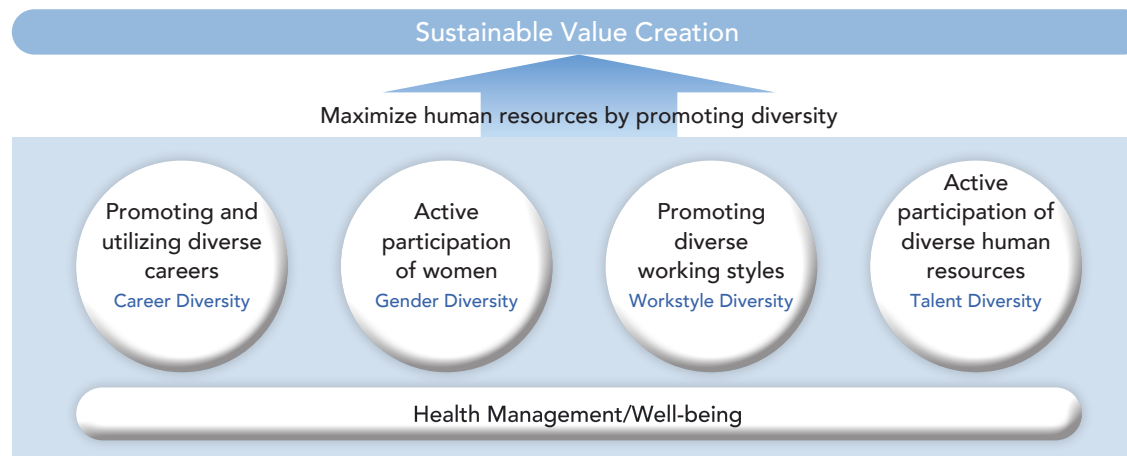 Sustainable Value Creation
Maximize human resources by promoting diversity
Promoting and
utilizing diverse
careers
Career Diversity
Active
participation
of women
Gender Diversity
Promoting
diverse
working styles
Workstyle Diversity
Active
participation of
diverse human
resources
Talent Diversity
Health Management/Well-being